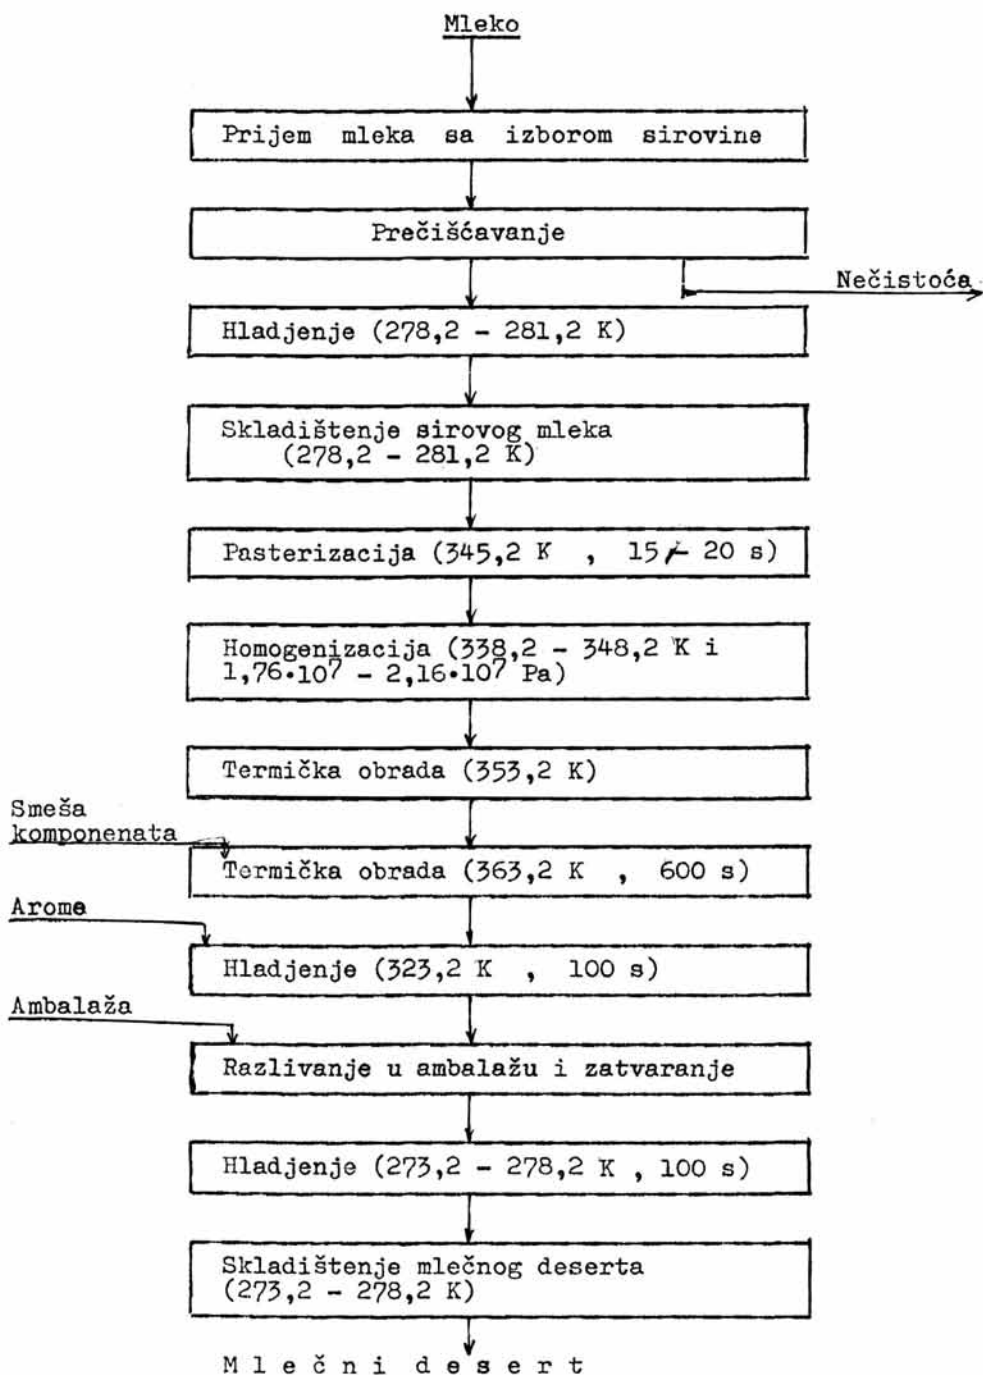 Mleko
Prijem mleka sa izborom sirovine
Prečišćavanje
Nečistoća
Hladjenje (278,2 - 281,2 K)
Skladištenje sirovog mleka
(278,2 - 281,2 K)
Pasterizacija (345,2 K , 15 - 20 s)
Homogenizacija (338,2 - 348,2 K i
1,76·10⁷ - 2,16·10⁷ Pa)
Termička obrada (353,2 K)
Smeša
komponenata
Termička obrada (363,2 K , 600 s)
Arome
Hladjenje (323,2 K , 100 s)
Ambalaža
Razlivanje u ambalažu i zatvaranje
Hladjenje (273,2 - 278,2 K , 100 s)
Skladištenje mlečnog deserta
(273,2 - 278,2 K)
M l e č n i d e s e r t